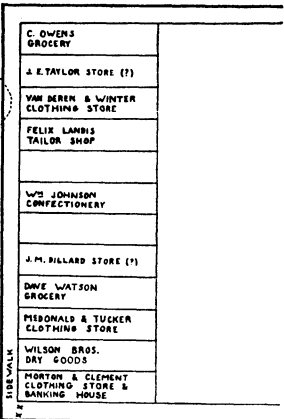 C. OWENS
GROCERY
J. E. TAYLOR STORE (?)
VAN DEREN & WINTER
CLOTHING STORE
FELIX LANDIS
TAILOR SHOP
WM JOHNSON
CONFECTIONERY
J. M. DILLARD STORE (?)
DAVE WATSON
GROCERY
MCDONALD & TUCKER
CLOTHING STORE
WILSON BROS.
DRY GOODS
MORTON & CLEMENT
CLOTHING STORE &
BANKING HOUSE
SIDEWALK